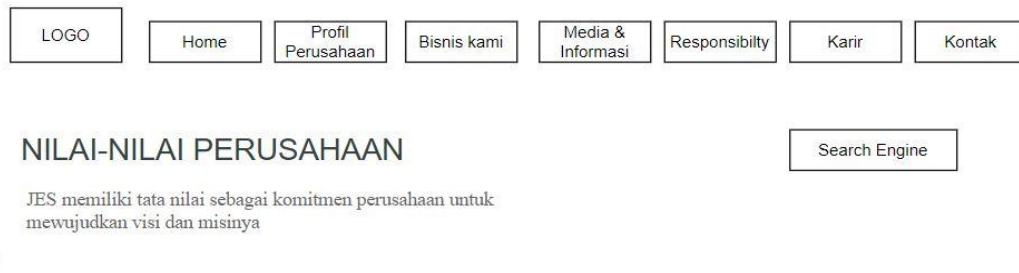 LOGO
Home
Profil
Perusahaan
Bisnis kami
Media &
Informasi
Responsibilty
Karir
Kontak
NILAI-NILAI PERUSAHAAN
Search Engine
JES memiliki tata nilai sebagai komitmen perusahaan untuk
mewujudkan visi dan misinya